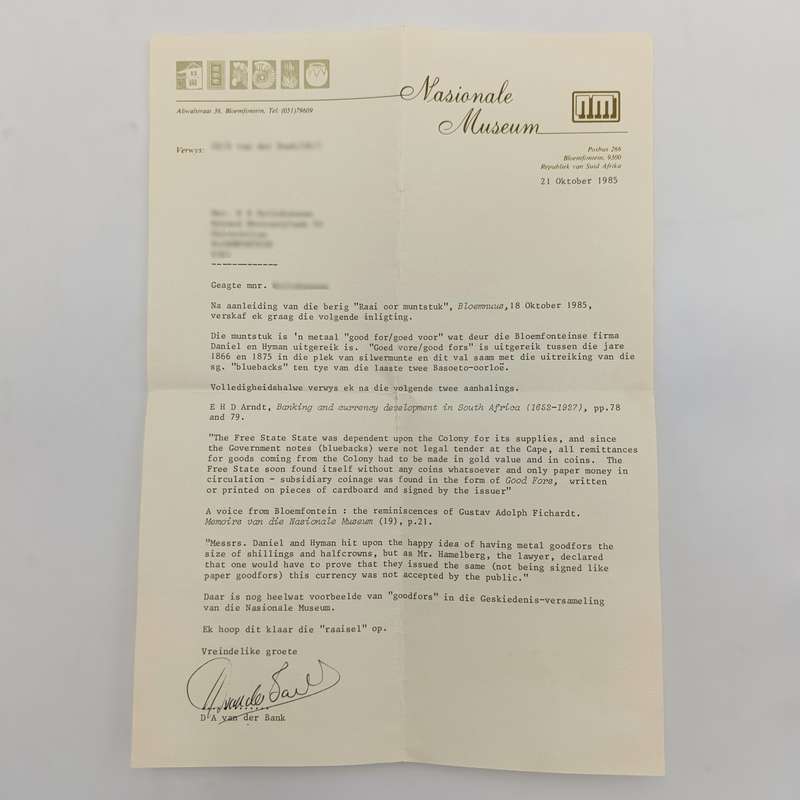 Nasionale
Museum
nm
Aliwalstraat 36, Bloemfontein, Tel. (051)79609
Verwys:
Posbus 266
Bloemfontein, 9300
Republiek van Suid Afrika
21 Oktober 1985
Geagte mnr.
Na aanleiding van die berig "Raai oor muntstuk", Bloemnuus, 18 Oktober 1985,
verskaf ek graag die volgende inligting.
Die muntstuk is 'n metaal "good for/goed voor" wat deur die Bloemfonteinse firma
Daniel en Hyman uitgereik is. "Goed vore/good fors" is uitgereik tussen die jare
1866 en 1875 in die plek van silwermunte en dit val saam met die uitreiking van die
sg. "bluebacks" ten tye van die laaste twee Basoeto-oorloë.
Volledigheidshalwe verwys ek na die volgende twee aanhalings.
E H D Arndt, Banking and currency development in South Africa (1652-1927), pp.78
and 79.
"The Free State State was dependent upon the Colony for its supplies, and since
the Government notes (bluebacks) were not legal tender at the Cape, all remittances
for goods coming from the Colony had to be made in gold value and in coins. The
Free State soon found itself without any coins whatsoever and only paper money in
circulation - subsidiary coinage was found in the form of Good Fors, written
or printed on pieces of cardboard and signed by the issuer"
A voice from Bloemfontein : the reminiscences of Gustav Adolph Fichardt.
Memoirs van die Nasionale Museum (19), p.21.
"Messrs. Daniel and Hyman hit upon the happy idea of having metal goodfors the
size of shillings and halfcrowns, but as Mr. Hamelberg, the lawyer, declared
that one would have to prove that they issued the same (not being signed like
paper goodfors) this currency was not accepted by the public."
Daar is nog heelwat voorbeelde van "goodfors" in die Geskiedenis-versameling
van die Nasionale Museum.
Ek hoop dit klaar die "raaisel" op.
Vreindelike groete
D A van der Bank